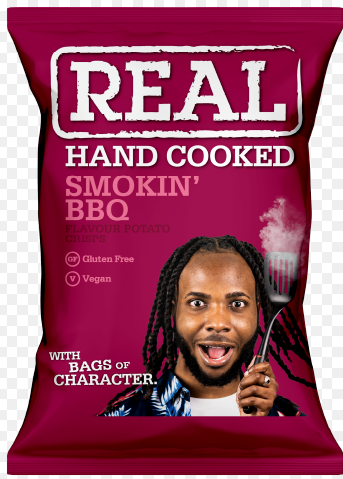 REAL
HAND COOKED
SMOKIN'
BBQ
FLAVOUR POTATO
CRISPS
GF Gluten Free
V Vegan
WITH
BAGS OF
CHARACTER.